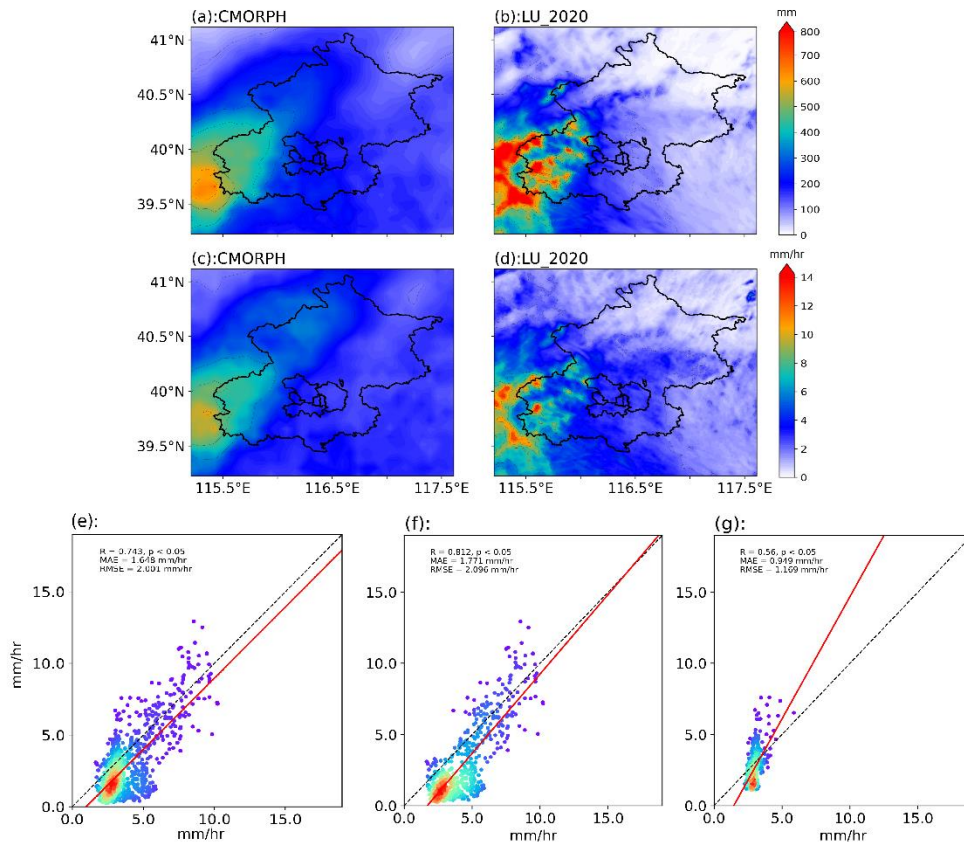 (a):CMORPH
(b):LU_2020
mm
41°N
40.5°N
40°N
39.5°N
800
700
600
500
400
300
200
100
0
(c):CMORPH
(d):LU_2020
mm/hr
41°N
40.5°N
40°N
39.5°N
14
12
10
8
6
4
2
0
115.5°E 116.5°E 117.5°E
115.5°E 116.5°E 117.5°E
(e):
R = 0.743, p < 0.05
MAE = 1.648 mm/hr
RMSE = 2.001 mm/hr
15.0
10.0
5.0
0.0
mm/hr
0.0 5.0 10.0 15.0
mm/hr
(f):
R = 0.812, p < 0.05
MAE = 1.771 mm/hr
RMSE = 2.096 mm/hr
15.0
10.0
5.0
0.0
0.0 5.0 10.0 15.0
mm/hr
(g):
R = 0.56, p < 0.05
MAE = 0.949 mm/hr
RMSE = 1.169 mm/hr
15.0
10.0
5.0
0.0
0.0 5.0 10.0 15.0
mm/hr